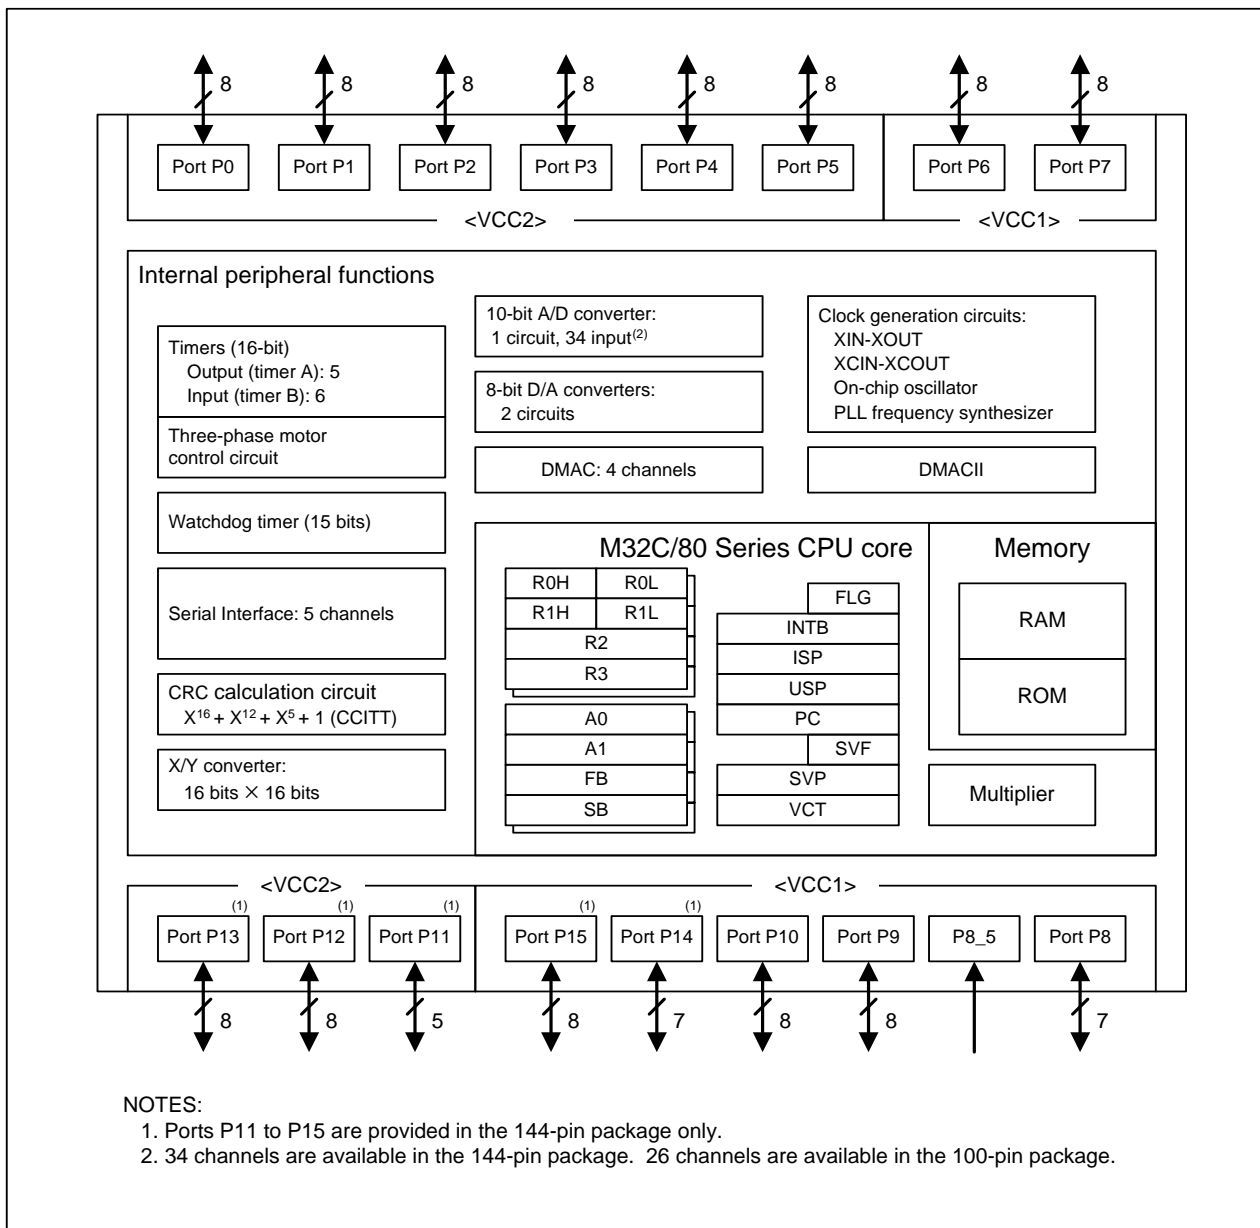 8 8 8 8 8 8 8 8
Port P0 Port P1 Port P2 Port P3 Port P4 Port P5 Port P6 Port P7
<VCC2> <VCC1>
Internal peripheral functions
Timers (16-bit)
Output (timer A): 5
Input (timer B): 6
Three-phase motor
control circuit
Watchdog timer (15 bits)
Serial Interface: 5 channels
CRC calculation circuit
X¹⁶ + X¹² + X⁵ + 1 (CCITT)
X/Y converter:
16 bits × 16 bits
10-bit A/D converter:
1 circuit, 34 input⁽²⁾
8-bit D/A converters:
2 circuits
DMAC: 4 channels
Clock generation circuits:
XIN-XOUT
XCIN-XCOUT
On-chip oscillator
PLL frequency synthesizer
DMACII
M32C/80 Series CPU core
R0H R0L
R1H R1L
R2
R3
A0
A1
FB
SB
FLG
INTB
ISP
USP
PC
SVF
SVP
VCT
Memory
RAM
ROM
Multiplier
<VCC2> <VCC1>
(1) (1) (1) (1) (1)
Port P13 Port P12 Port P11 Port P15 Port P14 Port P10 Port P9 P8_5 Port P8
8 8 5 8 7 8 8 7
NOTES:
1. Ports P11 to P15 are provided in the 144-pin package only.
2. 34 channels are available in the 144-pin package. 26 channels are available in the 100-pin package.